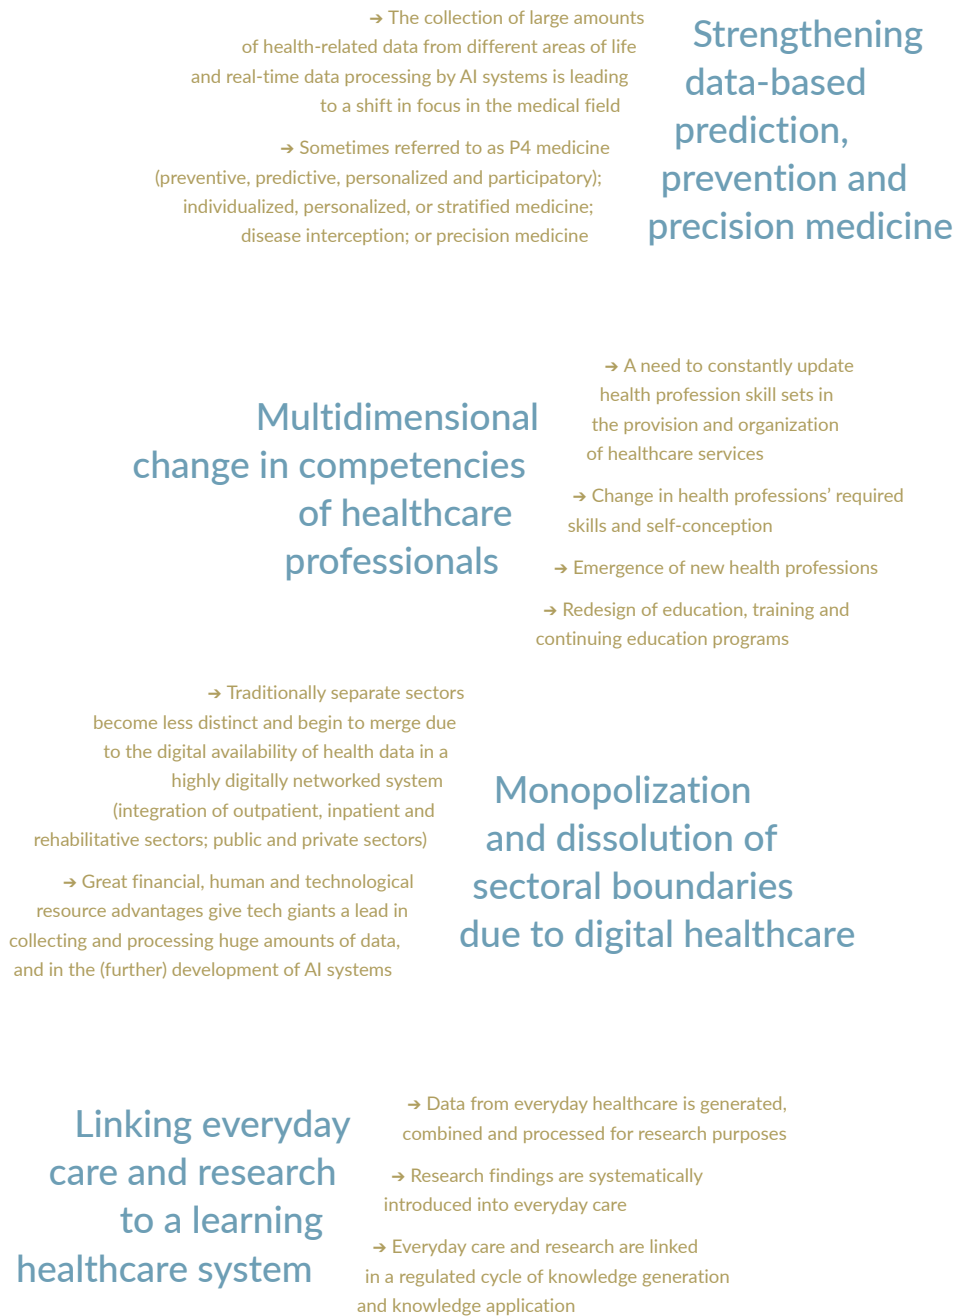 ➔ The collection of large amounts
of health-related data from different areas of life
and real-time data processing by AI systems is leading
to a shift in focus in the medical field
➔ Sometimes referred to as P4 medicine
(preventive, predictive, personalized and participatory);
individualized, personalized, or stratified medicine;
disease interception; or precision medicine
Strengthening
data-based
prediction,
prevention and
precision medicine
Multidimensional
change in competencies
of healthcare
professionals
➔ A need to constantly update
health profession skill sets in
the provision and organization
of healthcare services
➔ Change in health professions’ required
skills and self-conception
➔ Emergence of new health professions
➔ Redesign of education, training and
continuing education programs
➔ Traditionally separate sectors
become less distinct and begin to merge due
to the digital availability of health data in a
highly digitally networked system
(integration of outpatient, inpatient and
rehabilitative sectors; public and private sectors)
➔ Great financial, human and technological
resource advantages give tech giants a lead in
collecting and processing huge amounts of data,
and in the (further) development of AI systems
Monopolization
and dissolution of
sectoral boundaries
due to digital healthcare
Linking everyday
care and research
to a learning
healthcare system
➔ Data from everyday healthcare is generated,
combined and processed for research purposes
➔ Research findings are systematically
introduced into everyday care
➔ Everyday care and research are linked
in a regulated cycle of knowledge generation
and knowledge application